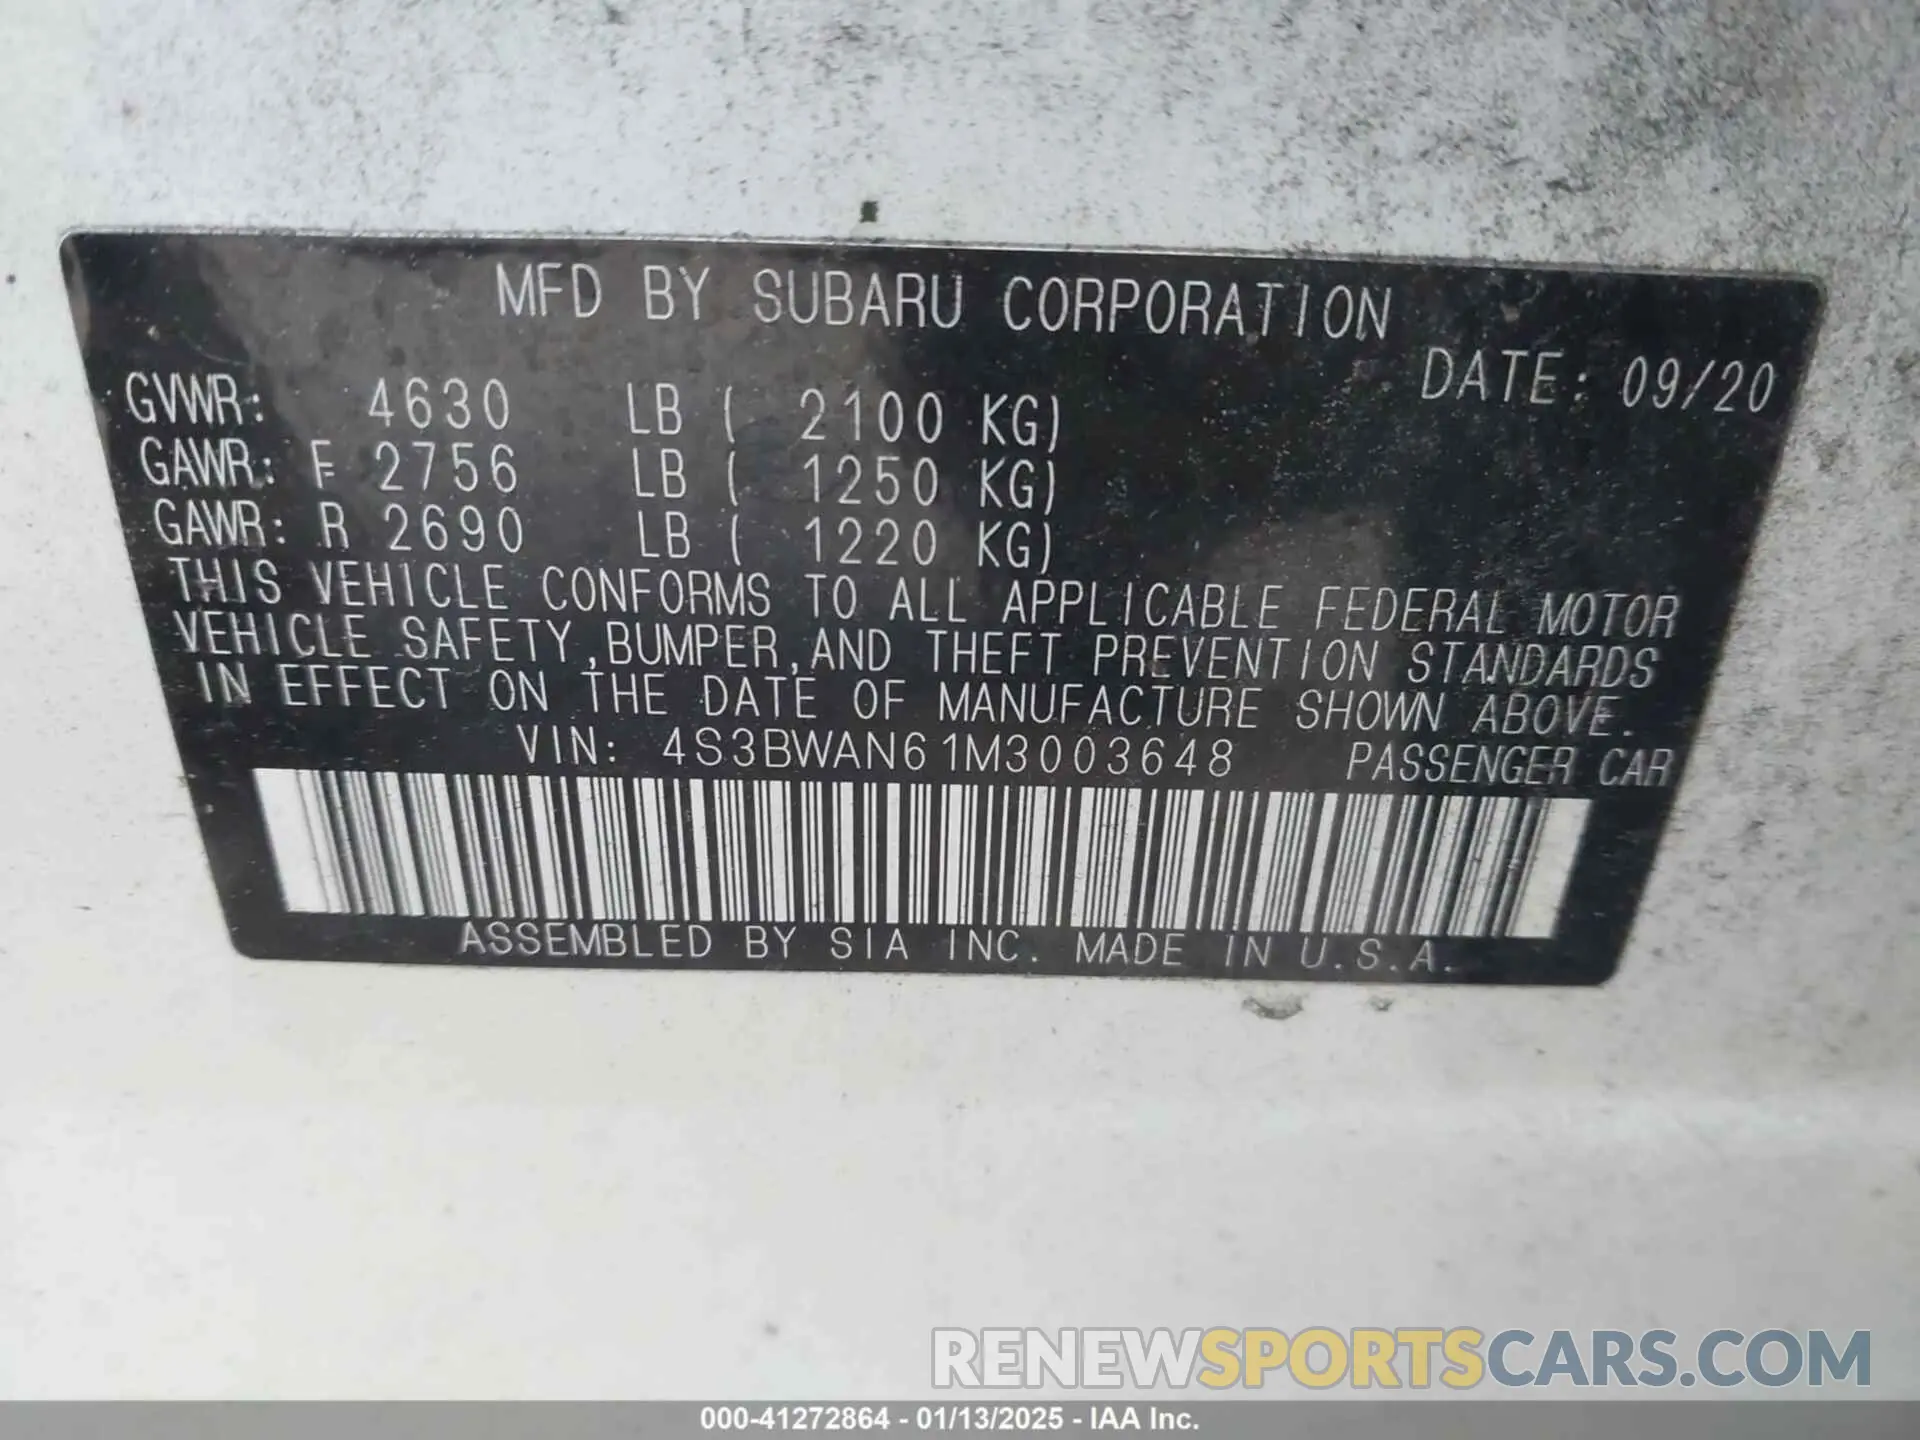 MFD BY SUBARU CORPORATION
DATE: 09/20
GVWR: 4630 LB ( 2100 KG)
GAWR: F 2756 LB ( 1250 KG)
GAWR: R 2690 LB ( 1220 KG)
THIS VEHICLE CONFORMS TO ALL APPLICABLE FEDERAL MOTOR
VEHICLE SAFETY,BUMPER,AND THEFT PREVENTION STANDARDS
IN EFFECT ON THE DATE OF MANUFACTURE SHOWN ABOVE.
VIN: 4S3BWAN61M3003648 PASSENGER CAR
ASSEMBLED BY SIA INC. MADE IN U.S.A.
RENEWSPORTSCARS.COM
000-41272864 - 01/13/2025 - IAA Inc.